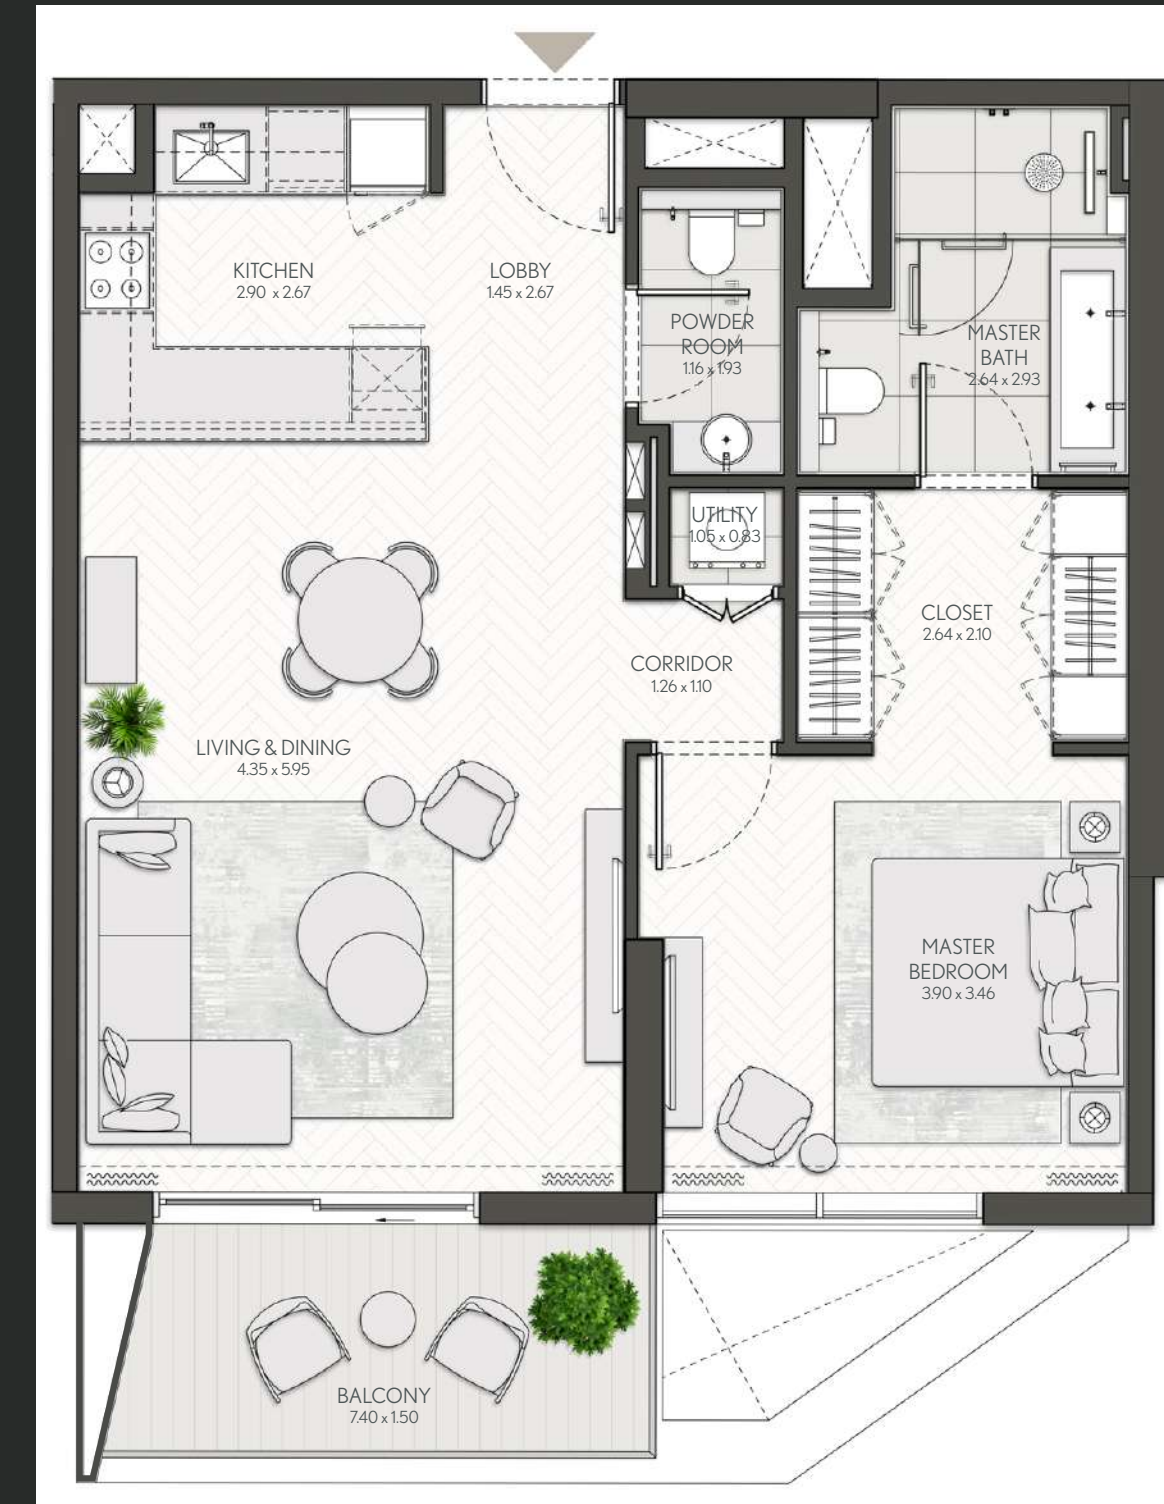 KITCHEN
2.90 x 2.67
LOBBY
1.45 x 2.67
POWDER
ROOM
1.16 x 1.93
MASTER
BATH
2.64 x 2.93
UTILITY
1.05 x 0.83
CLOSET
2.64 x 2.10
CORRIDOR
1.26 x 1.10
LIVING & DINING
4.35 x 5.95
MASTER
BEDROOM
3.90 x 3.46
BALCONY
7.40 x 1.50